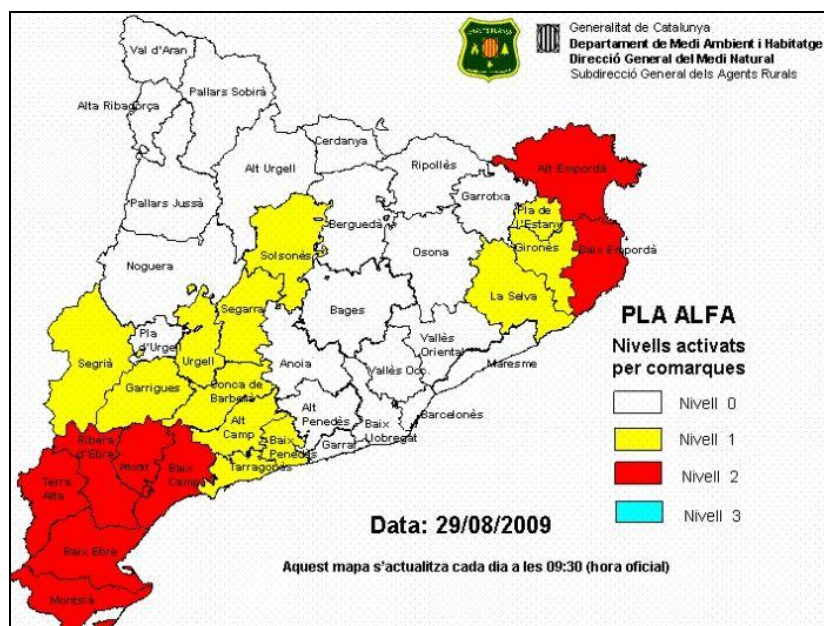 Generalitat de Catalunya
Departament de Medi Ambient i Habitatge
Direcció General del Medi Natural
Subdirecció General dels Agents Rurals
Val d'Aran
Pallars Sobirà
Alta Ribagorça
Cerdanya
Alt Urgell
Ripollès
Alt Empordà
Garrotxa
Pallars Jussà
Pla de
l'Estany
Berguedà
Gironès
Baix Empordà
Solsonès
Osona
Noguera
La Selva
Segarra
Bages
PLA ALFA
Nivells activats
per comarques
Pla
d'Urgell
Vallès
Oriental
Maresme
Segrià
Urgell
Anoia
Vallès Occ.
Garrigues
Conca de
Barbetà
Alt
Penedès
Barcelonès
Nivell 0
Alt
Camp
Baix
Llobregat
Nivell 1
Ribera
d'Ebre
Baix
Penedès
Garraf
Priorat
Baix
Camp
Tarragonès
Nivell 2
Terra
Alta
Nivell 3
Data: 29/08/2009
Baix Ebre
Aquest mapa s'actualitza cada dia a les 09:30 (hora oficial)
Montsià